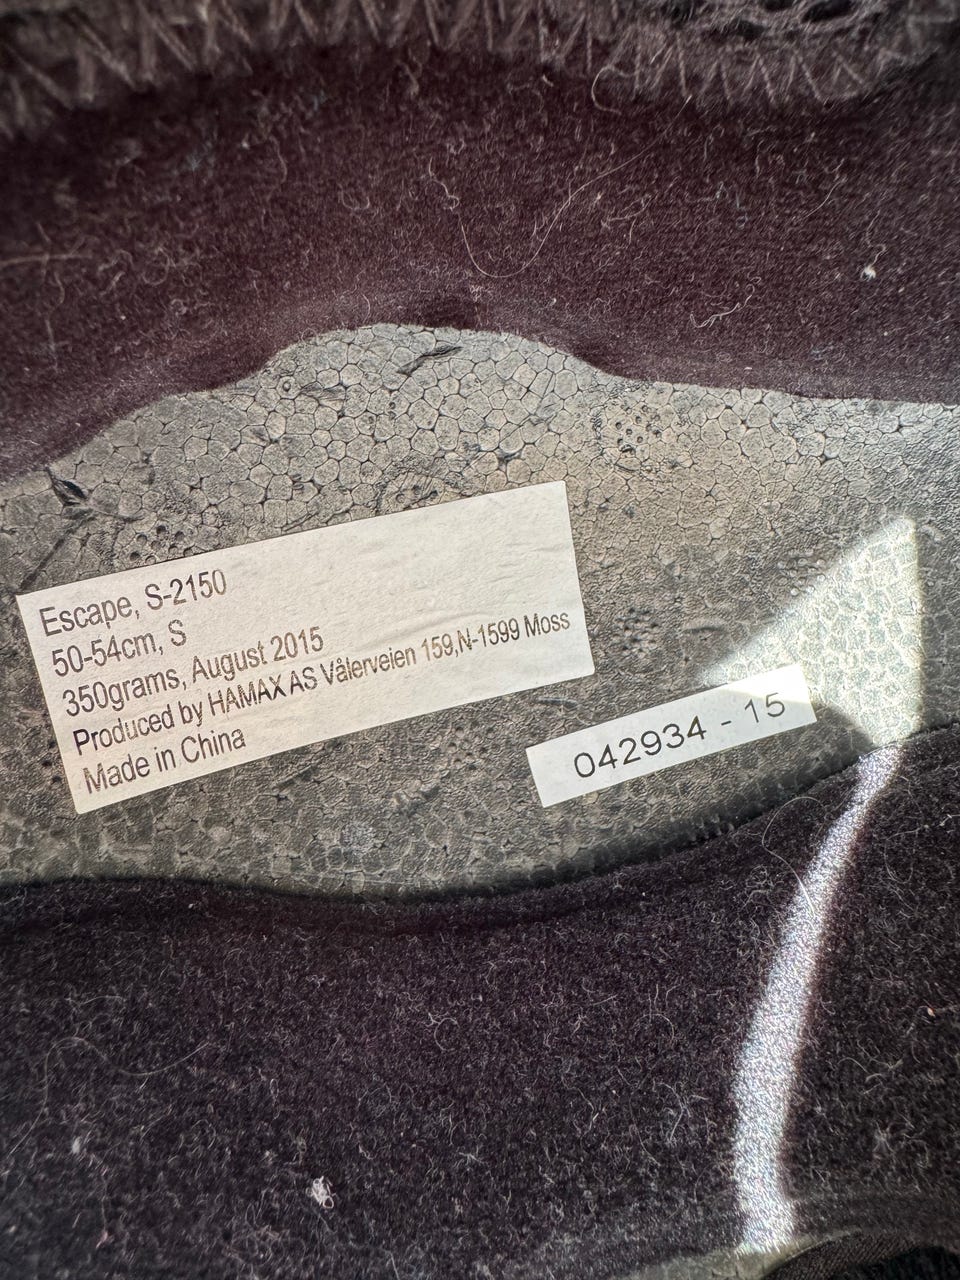 Escape, S-2150
50-54cm, S
350grams, August 2015
Produced by HAMAX AS Vålerveien 159,N-1599 Moss
Made in China
042934 - 15